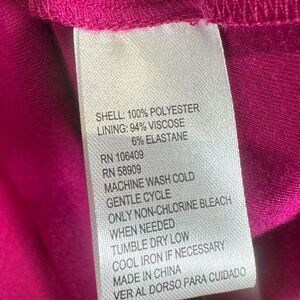 SHELL: 100% POLYESTER
LINING: 94% VISCOSE
6% ELASTANE
RN 106409
RN 58909
MACHINE WASH COLD
GENTLE CYCLE
ONLY NON-CHLORINE BLEACH
WHEN NEEDED
TUMBLE DRY LOW
COOL IRON IF NECESSARY
MADE IN CHINA
VER AL DORSO PARA CUIDADO